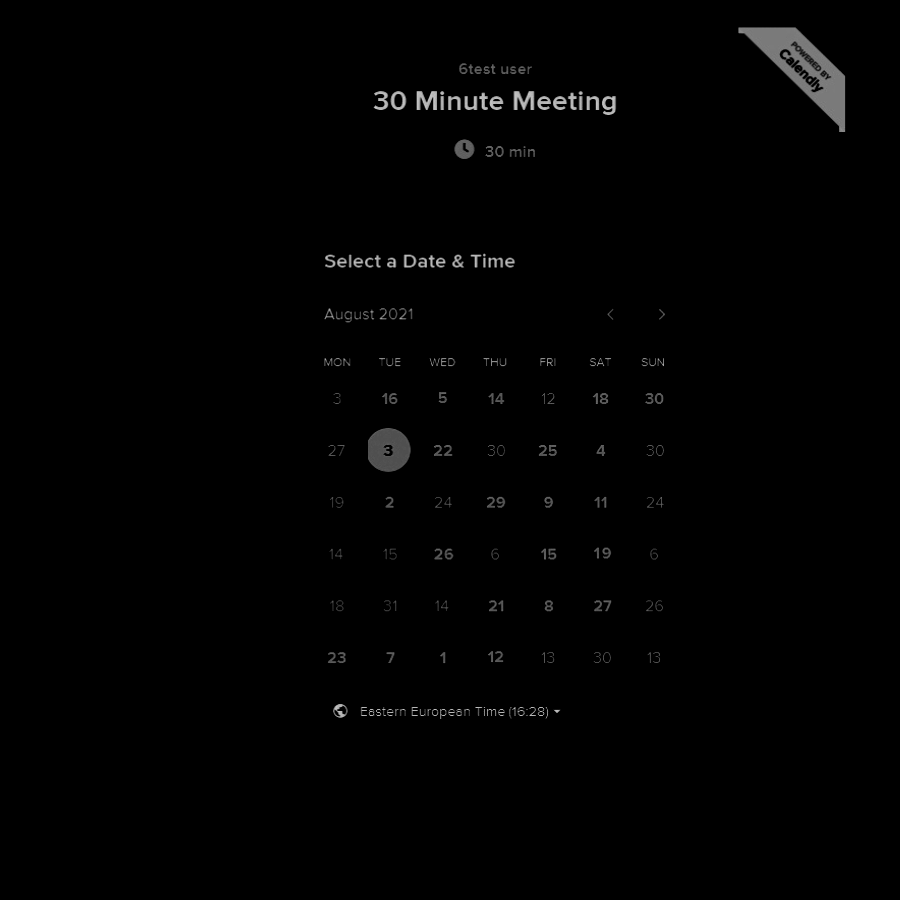 POWERED BY
Calendly
6test user
30 Minute Meeting
30 min
Select a Date & Time
August 2021
MON TUE WED THU FRI SAT SUN
3 16 5 14 12 18 30
27 3 22 30 25 4 30
19 2 24 29 9 11 24
14 15 26 6 15 19 6
18 31 14 21 8 27 26
23 7 1 12 13 30 13
Eastern European Time (16:28)